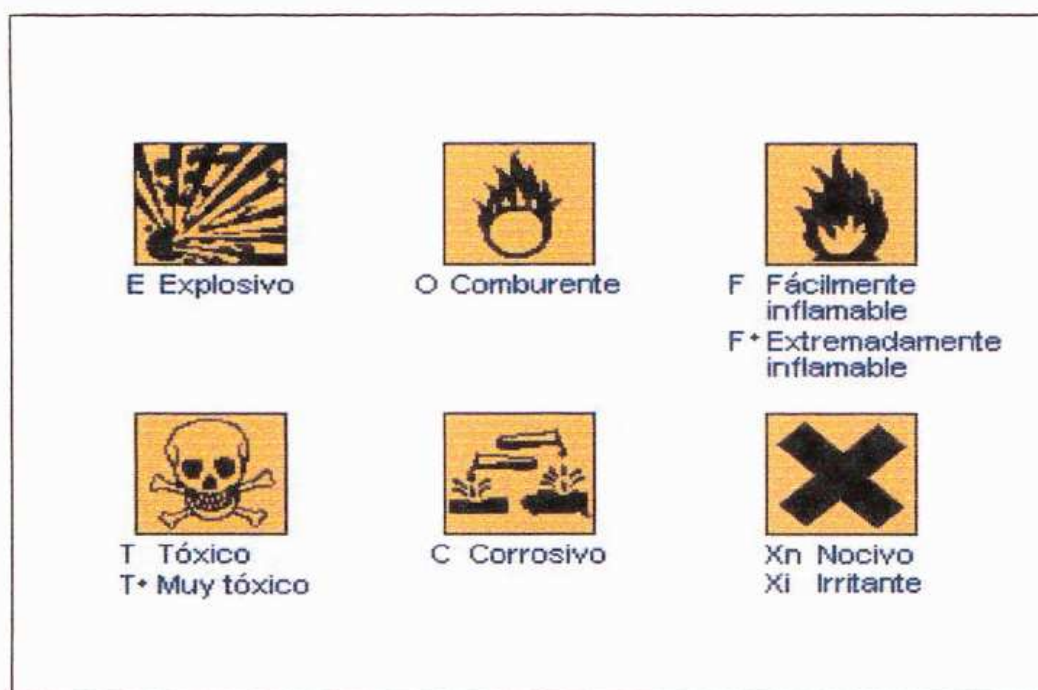 E Explosivo
O Comburente
F Fácilmente
inflamable
F+ Extremadamente
inflamable
T Tóxico
T+ Muy tóxico
C Corrosivo
Xn Nocivo
Xi Irritante